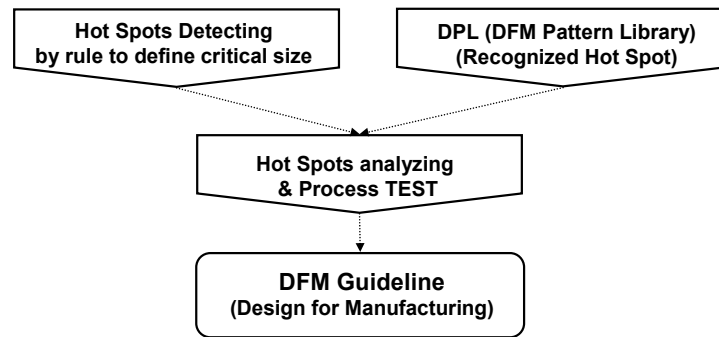 Hot Spots Detecting
by rule to define critical size
DPL (DFM Pattern Library)
(Recognized Hot Spot)
Hot Spots analyzing
& Process TEST
DFM Guideline
(Design for Manufacturing)